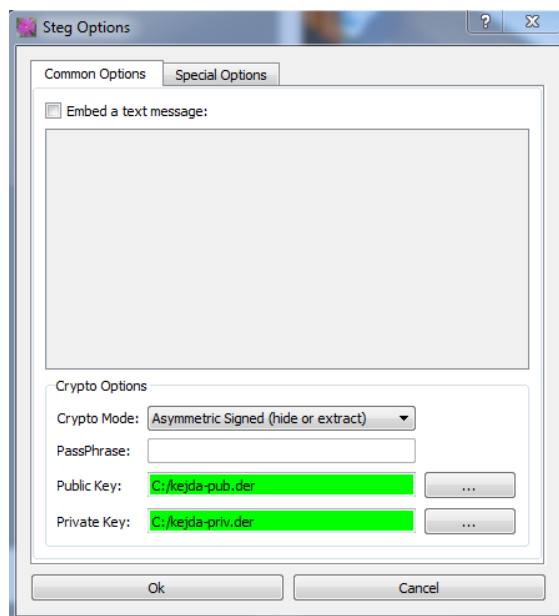 Steg Options
Common Options Special Options
Embed a text message:
Crypto Options
Crypto Mode: Asymmetric Signed (hide or extract)
PassPhrase:
Public Key: C:/kejda-pub.der ...
Private Key: C:/kejda-priv.der ...
Ok Cancel